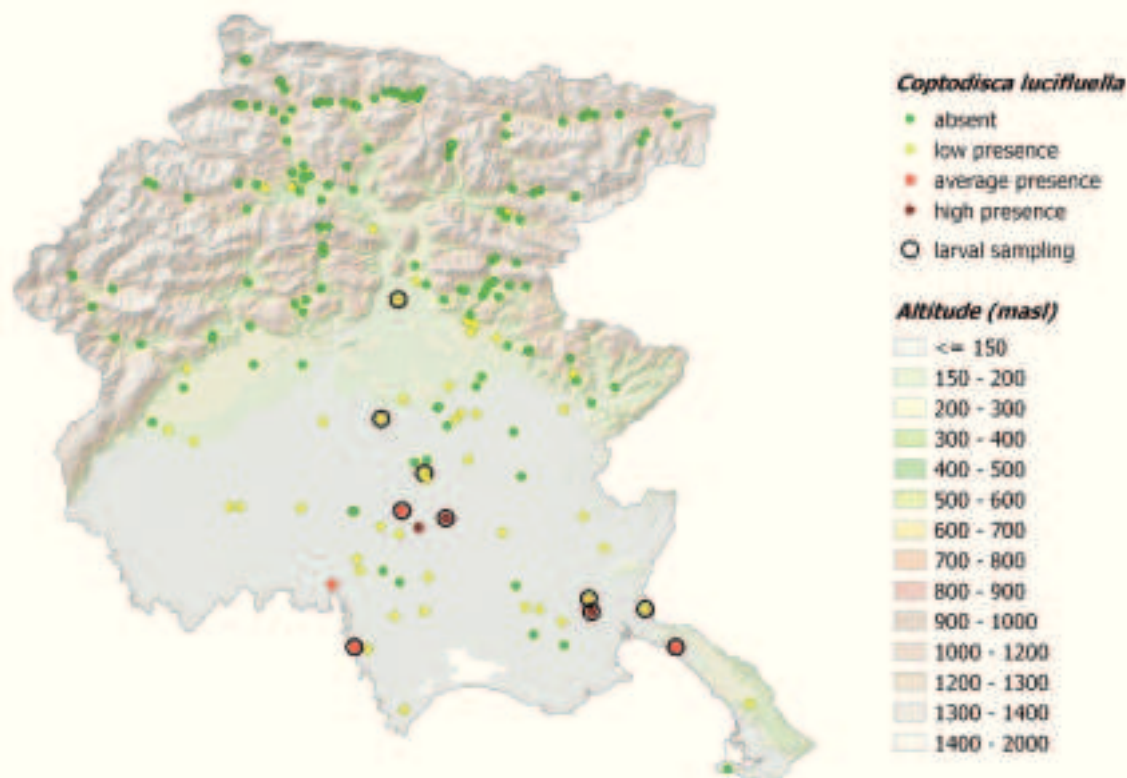 Coptodisca lucifluella
absent
low presence
average presence
high presence
larval sampling
Altitude (masl)
<= 150
150 - 200
200 - 300
300 - 400
400 - 500
500 - 600
600 - 700
700 - 800
800 - 900
900 - 1000
1000 - 1200
1200 - 1300
1300 - 1400
1400 - 2000